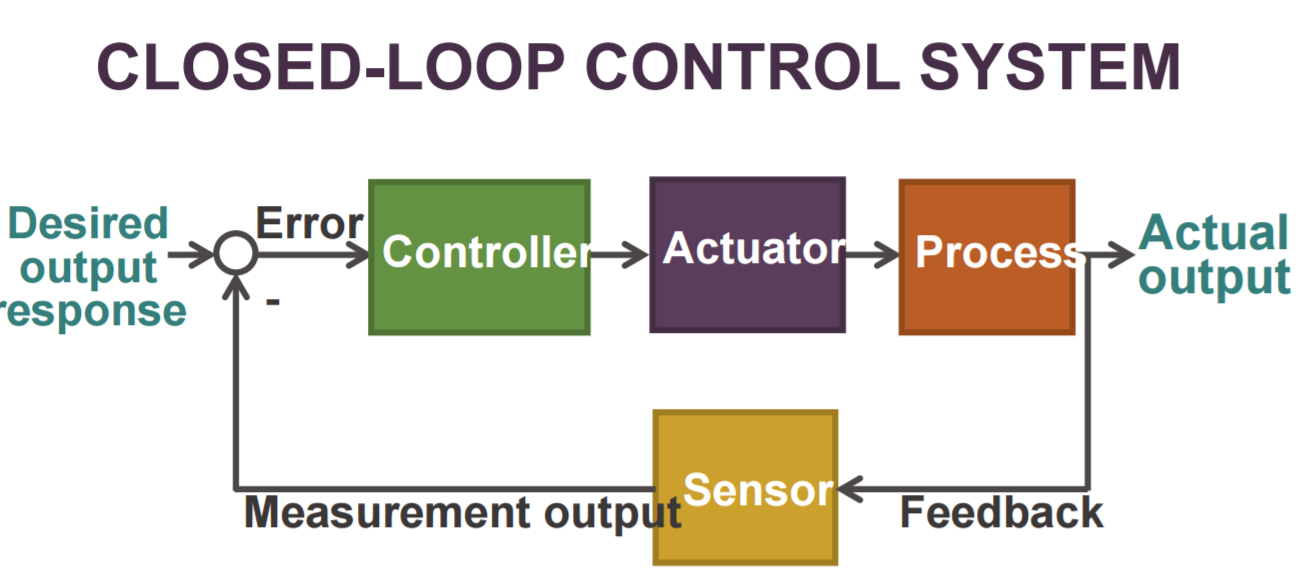 CLOSED-LOOP CONTROL SYSTEM
Desired
output
response
Error
-
Controller
Actuator
Process
Actual
output
Sensor
Measurement output
Feedback